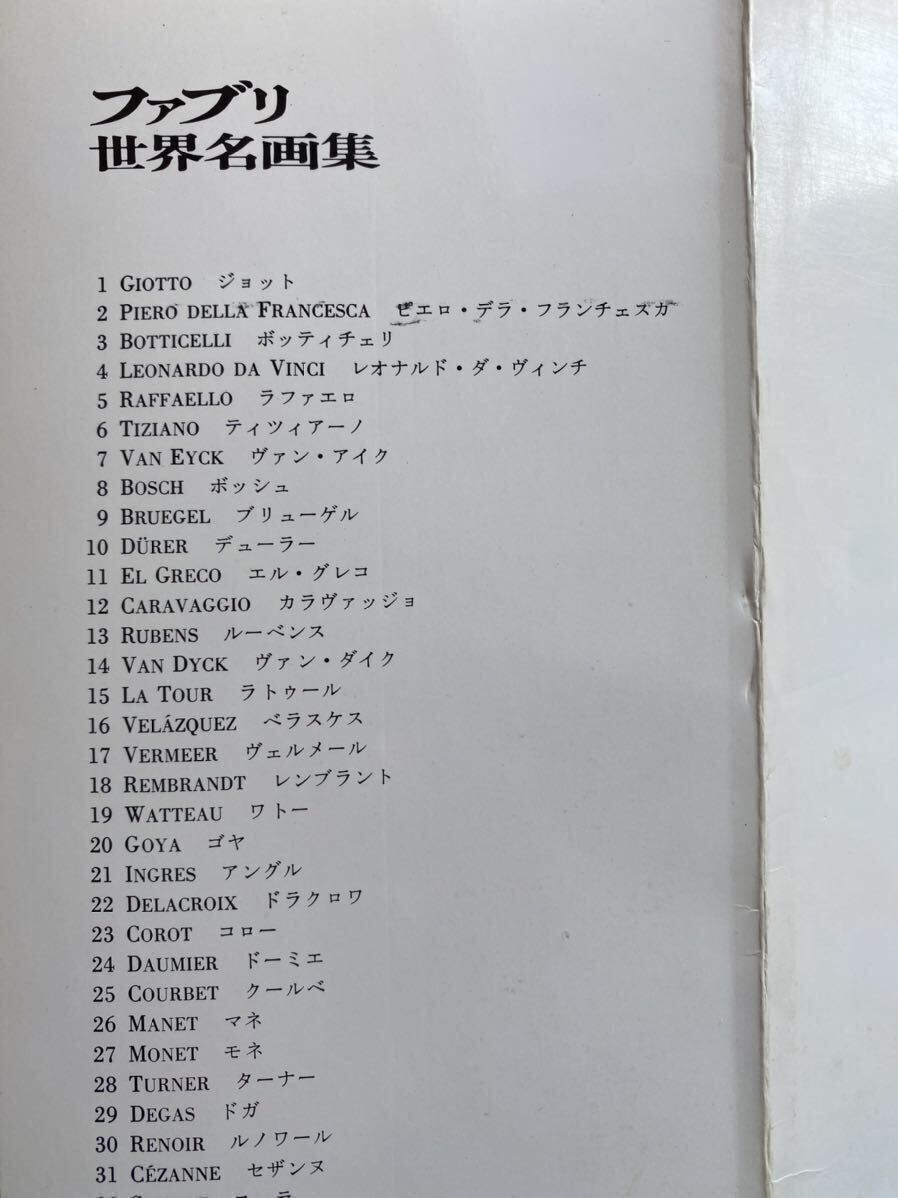 ファブリ
世界名画集
1 GIOTTO ジョット
2 PIERO DELLA FRANCESCA ピエロ・デラ・フランチェスカ
3 BOTTICELLI ボッティチェリ
4 LEONARDO DA VINCI レオナルド・ダ・ヴィンチ
5 RAFFAELLO ラファエロ
6 TIZIANO ティツィアーノ
7 VAN EYCK ヴァン・アイク
8 BOSCH ボッシュ
9 BRUEGEL ブリューゲル
10 DÜRER デューラー
11 EL GRECO エル・グレコ
12 CARAVAGGIO カラヴァッジョ
13 RUBENS ルーベンス
14 VAN DYCK ヴァン・ダイク
15 LA TOUR ラトゥール
16 VELÁZQUEZ ベラスケス
17 VERMEER ヴェルメール
18 REMBRANDT レンブラント
19 WATTEAU ワトー
20 GOYA ゴヤ
21 INGRES アングル
22 DELACROIX ドラクロワ
23 COROT コロー
24 DAUMIER ドーミエ
25 COURBET クールベ
26 MANET マネ
27 MONET モネ
28 TURNER ターナー
29 DEGAS ドガ
30 RENOIR ルノワール
31 CÉZANNE セザンヌ